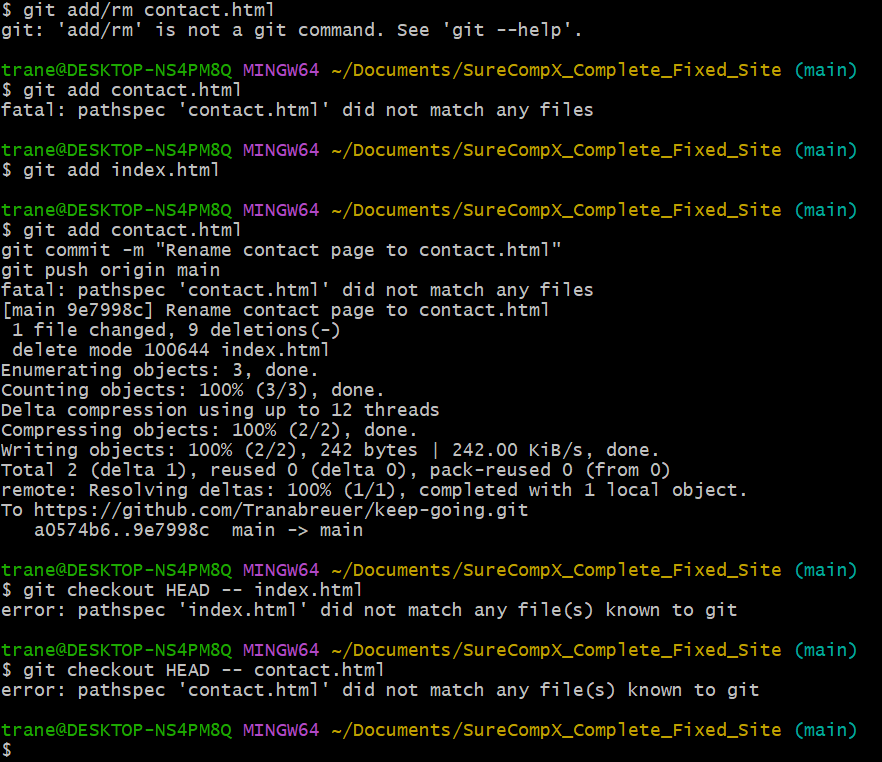 $ git add/rm contact.html
git: 'add/rm' is not a git command. See 'git --help'.
trane@DESKTOP-NS4PM8Q MINGW64 ~/Documents/SureCompX_Complete_Fixed_Site (main)
$ git add contact.html
fatal: pathspec 'contact.html' did not match any files
trane@DESKTOP-NS4PM8Q MINGW64 ~/Documents/SureCompX_Complete_Fixed_Site (main)
$ git add index.html
trane@DESKTOP-NS4PM8Q MINGW64 ~/Documents/SureCompX_Complete_Fixed_Site (main)
$ git add contact.html
git commit -m "Rename contact page to contact.html"
git push origin main
fatal: pathspec 'contact.html' did not match any files
[main 9e7998c] Rename contact page to contact.html
 1 file changed, 9 deletions(-)
 delete mode 100644 index.html
Enumerating objects: 3, done.
Counting objects: 100% (3/3), done.
Delta compression using up to 12 threads
Compressing objects: 100% (2/2), done.
Writing objects: 100% (2/2), 242 bytes | 242.00 KiB/s, done.
Total 2 (delta 1), reused 0 (delta 0), pack-reused 0 (from 0)
remote: Resolving deltas: 100% (1/1), completed with 1 local object.
To https://github.com/Tranabreuer/keep-going.git
   a0574b6..9e7998c  main -> main
trane@DESKTOP-NS4PM8Q MINGW64 ~/Documents/SureCompX_Complete_Fixed_Site (main)
$ git checkout HEAD -- index.html
error: pathspec 'index.html' did not match any file(s) known to git
trane@DESKTOP-NS4PM8Q MINGW64 ~/Documents/SureCompX_Complete_Fixed_Site (main)
$ git checkout HEAD -- contact.html
error: pathspec 'contact.html' did not match any file(s) known to git
trane@DESKTOP-NS4PM8Q MINGW64 ~/Documents/SureCompX_Complete_Fixed_Site (main)
$